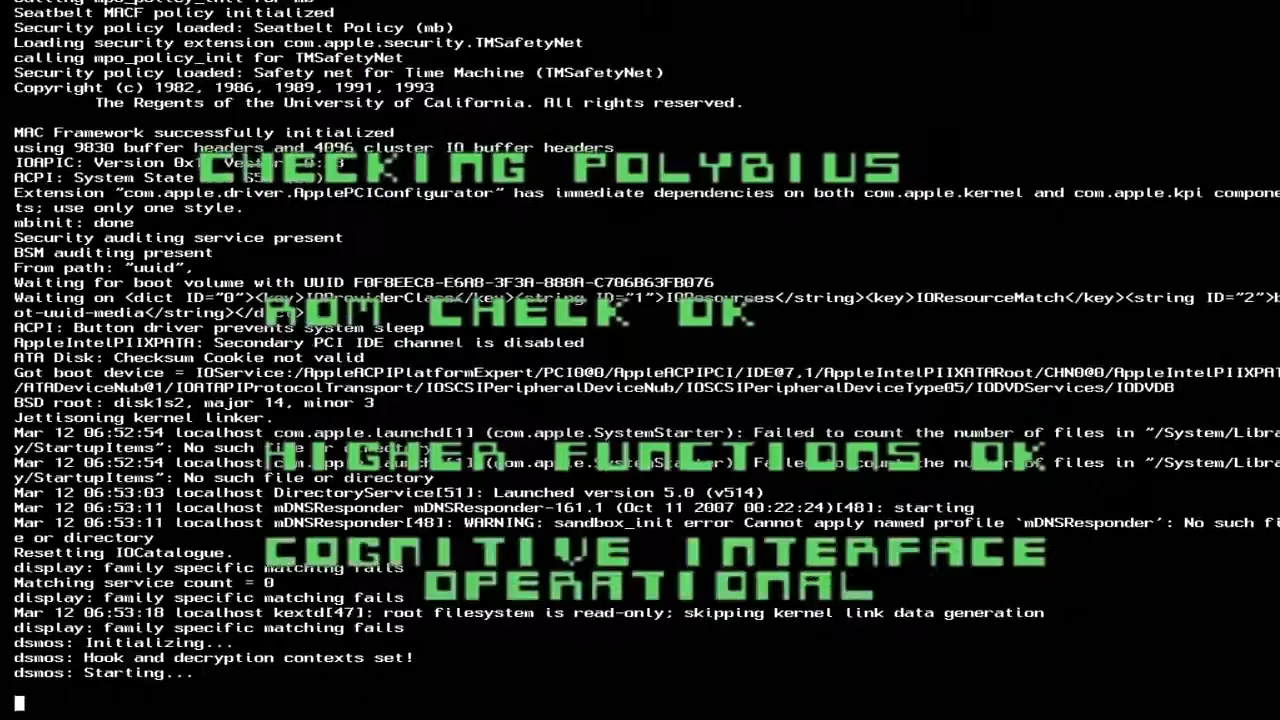 Seatbelt MACF policy initialized
Security policy loaded: Seatbelt Policy (mb)
Loading security extension com.apple.security.TMSafetyNet
calling mpo_policy_init for TMSafetyNet
Security policy loaded: Safety net for Time Machine (TMSafetyNet)
Copyright (c) 1982, 1986, 1989, 1991, 1993
The Regents of the University of California. All rights reserved.
MAC Framework successfully initialized
using 9830 buffer headers and 4096 cluster IO buffer headers
IOAPIC: Version
CHECKING POLYBIUS
ACPI: System State
Extension "com.apple.driver.ApplePCIConfigurator" has immediate dependencies on both com.apple.kernel and com.apple.kpi compone
ts; use only one style.
mbinit: done
Security auditing service present
BSM auditing present
From path: "uuid",
Waiting for boot volume with UUID F0F8EEC8-E6A8-3F3A-888A-C706B63FB076
Waiting on <dict ID="0"><key>IOProviderClass</key><string ID="1">IOResources</string><key>IOResourceMatch</key><string ID="2">b
ot-uuid-media</string></dict>
ROM CHECK OK
ACPI: Button driver prevents system sleep
AppleIntelPIIXPATA: Secondary PCI IDE channel is disabled
ATA Disk: Checksum Cookie not valid
Got boot device = IOService:/AppleACPIPlatformExpert/PCI0@0/AppleACPIPCI/IDE@7,1/AppleIntelPIIXATARoot/CHN0@0/AppleIntelPIIXPAT
/ATADeviceNub@1/IOATAPIProtocolTransport/IOSCSIPeripheralDeviceNub/IOSCSIPeripheralDeviceType05/IODVDServices/IODVDB
BSD root: disk1s2, major 14, minor 3
Jettisoning kernel linker.
Mar 12 06:52:54 localhost com.apple.launchd[1] (com.apple.SystemStarter): Failed to count the number of files in "/System/Libra
y/StartupItems": No such file or directory
HIGHER FUNCTIONS OK
Mar 12 06:52:54 localhost com.apple.launchd[1] (com.apple.SystemStarter): Failed to count the number of files in "/System/Libra
y/StartupItems": No such file or directory
Mar 12 06:53:03 localhost DirectoryService[51]: Launched version 5.0 (v514)
Mar 12 06:53:11 localhost mDNSResponder mDNSResponder-161.1 (Oct 11 2007 00:22:24)[48]: starting
Mar 12 06:53:11 localhost mDNSResponder[48]: WARNING: sandbox_init error Cannot apply named profile `mDNSResponder': No such fi
e or directory
Resetting IOCatalogue.
COGNITIVE INTERFACE
display: family specific matching fails
Matching service count = 0
OPERATIONAL
display: family specific matching fails
Mar 12 06:53:18 localhost kextd[47]: root filesystem is read-only; skipping kernel link data generation
display: family specific matching fails
dsmos: Initializing...
dsmos: Hook and decryption contexts set!
dsmos: Starting...